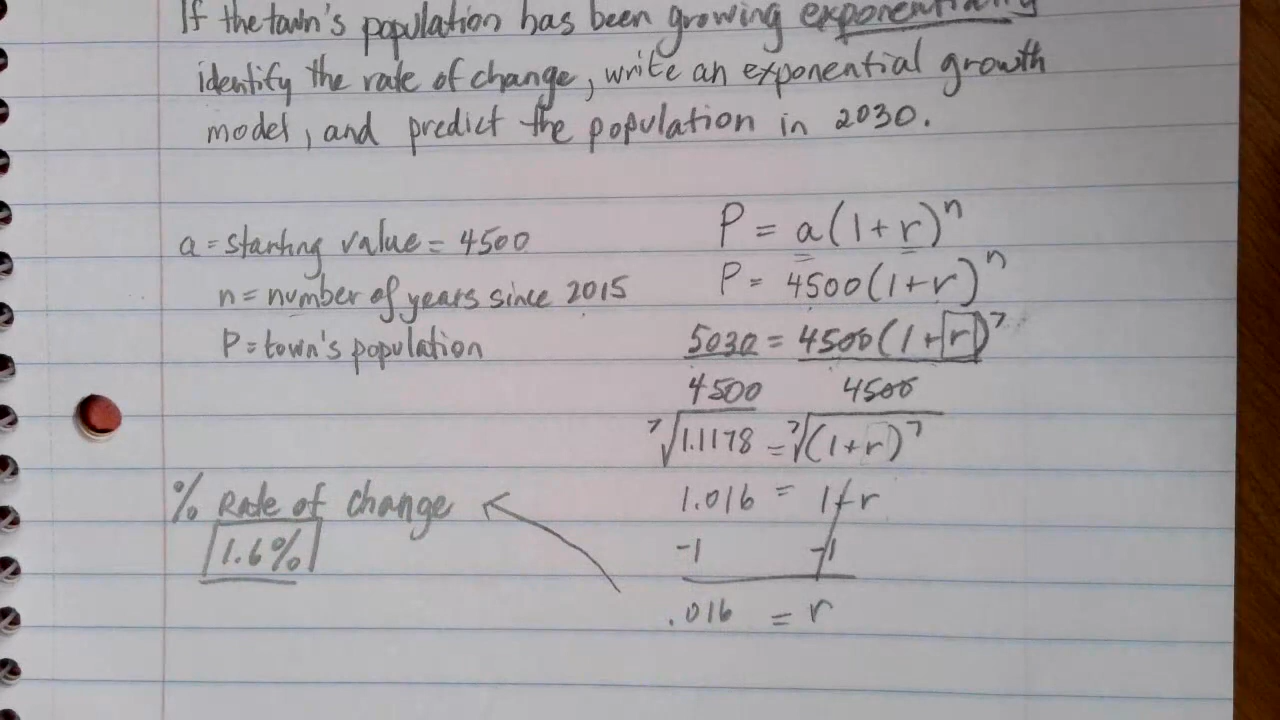 If the town's population has been growing exponentially
identify the rate of change, write an exponential growth
model, and predict the population in 2030.
a = starting value = 4500
n = number of years since 2015
P = town's population
P = a(1+r)^n
P = 4500(1+r)^n
5030 = 4500(1+r)^7
4500 4500
7√1.1178 = 7√(1+r)^7
1.016 = 1+r
-1 -1
.016 = r
% Rate of change
1.6%